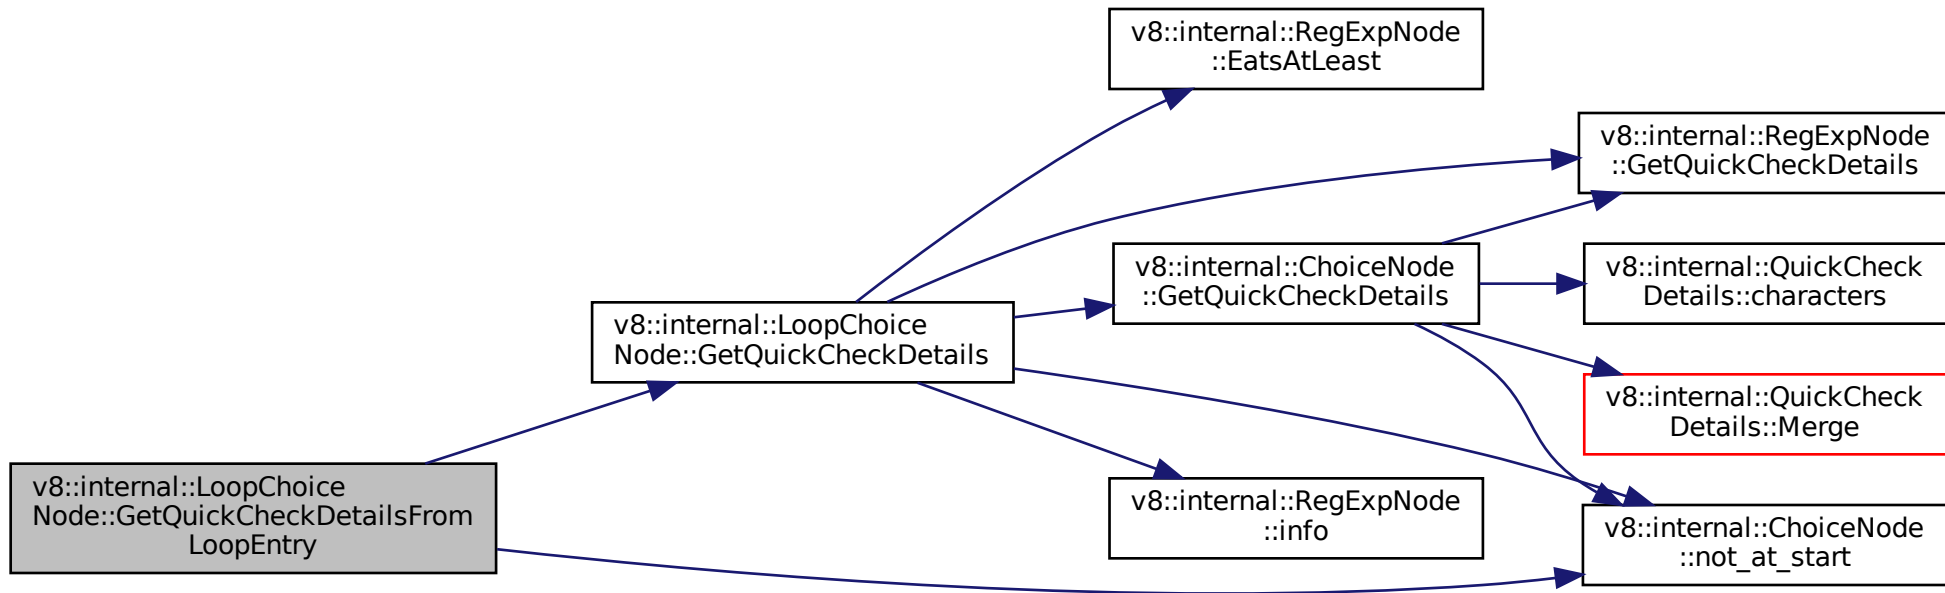 v8::internal::RegExpNode
::EatsAtLeast
v8::internal::RegExpNode
::GetQuickCheckDetails
v8::internal::ChoiceNode
::GetQuickCheckDetails
v8::internal::QuickCheck
Details::characters
v8::internal::LoopChoice
Node::GetQuickCheckDetails
v8::internal::QuickCheck
Details::Merge
v8::internal::LoopChoice
Node::GetQuickCheckDetailsFrom
LoopEntry
v8::internal::RegExpNode
::info
v8::internal::ChoiceNode
::not_at_start